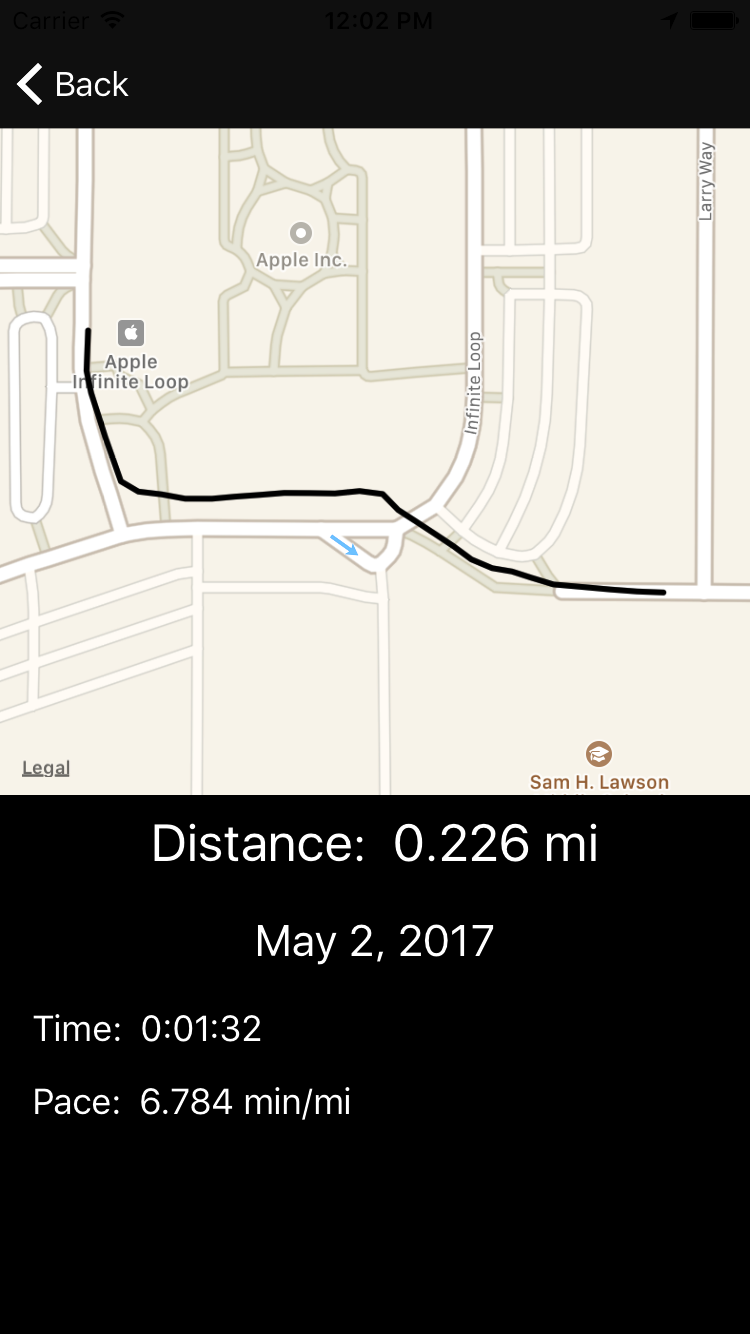 Carrier 12:02 PM
Back
Larry Way
Apple Inc.
Apple
Infinite Loop
Infinite Loop
Legal
Sam H. Lawson
Distance: 0.226 mi
May 2, 2017
Time: 0:01:32
Pace: 6.784 min/mi